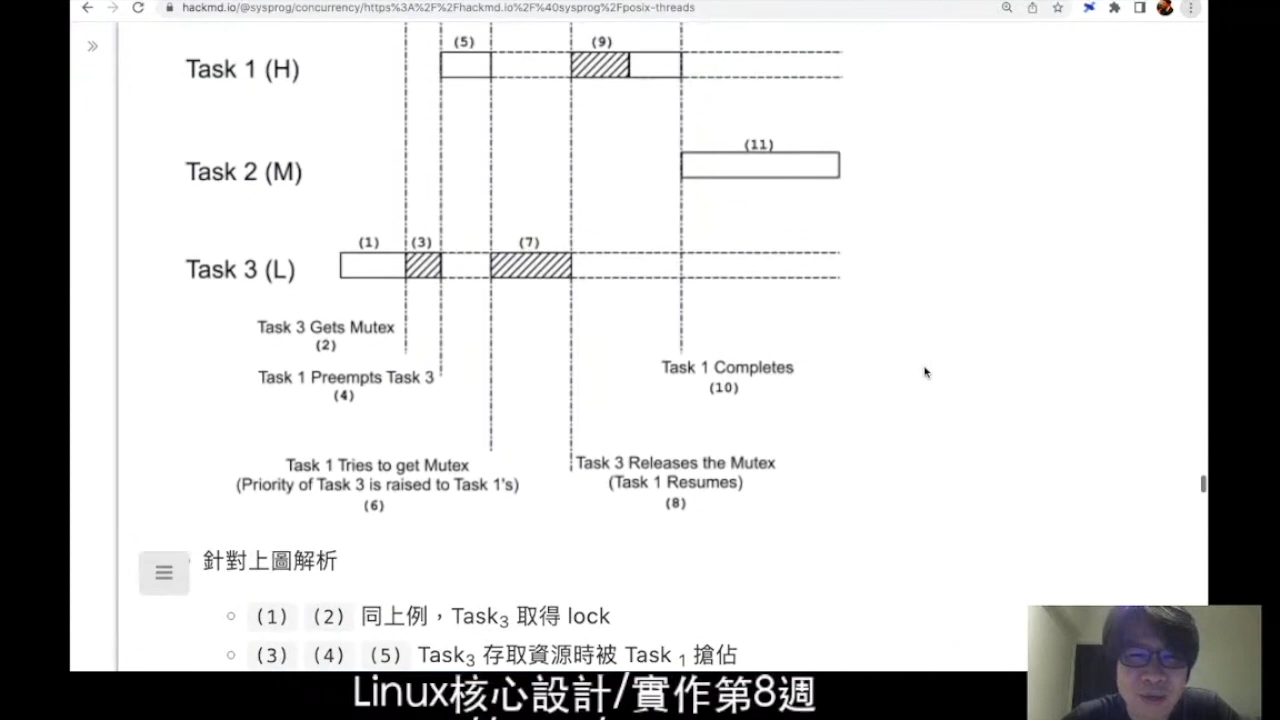 hackmd.io/@sysprog/concurrency/https%3A%2F%2Fhackmd.io%2F%40sysprog%2Fposix-threads
(5)
(9)
Task 1 (H)
(11)
Task 2 (M)
(1)
(3)
(7)
Task 3 (L)
Task 3 Gets Mutex
(2)
Task 1 Preempts Task 3
(4)
Task 1 Completes
(10)
Task 1 Tries to get Mutex
(Priority of Task 3 is raised to Task 1's)
(6)
Task 3 Releases the Mutex
(Task 1 Resumes)
(8)
針對上圖解析
(1) (2) 同上例，Task3 取得 lock
(3) (4) (5) Task3 存取資源時被 Task 1 搶佔
Linux核心設計/實作第8週